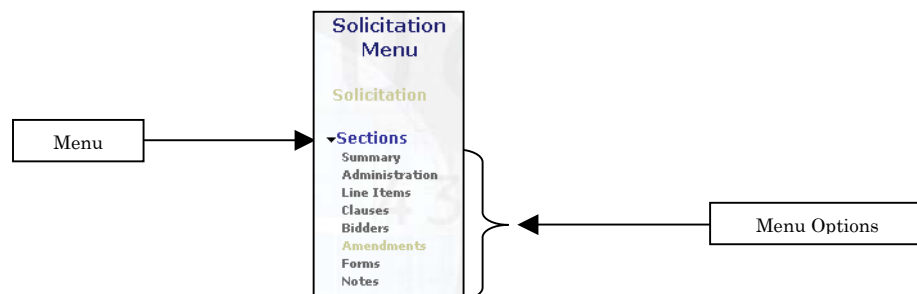 Solicitation
Menu
Solicitation
Menu
Sections
Summary
Administration
Line Items
Clauses
Bidders
Amendments
Forms
Notes
Menu Options